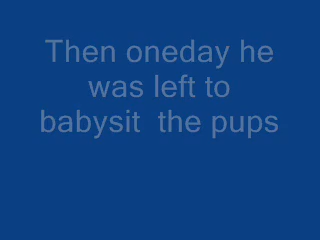 Then oneday he
was left to
babysit  the pups